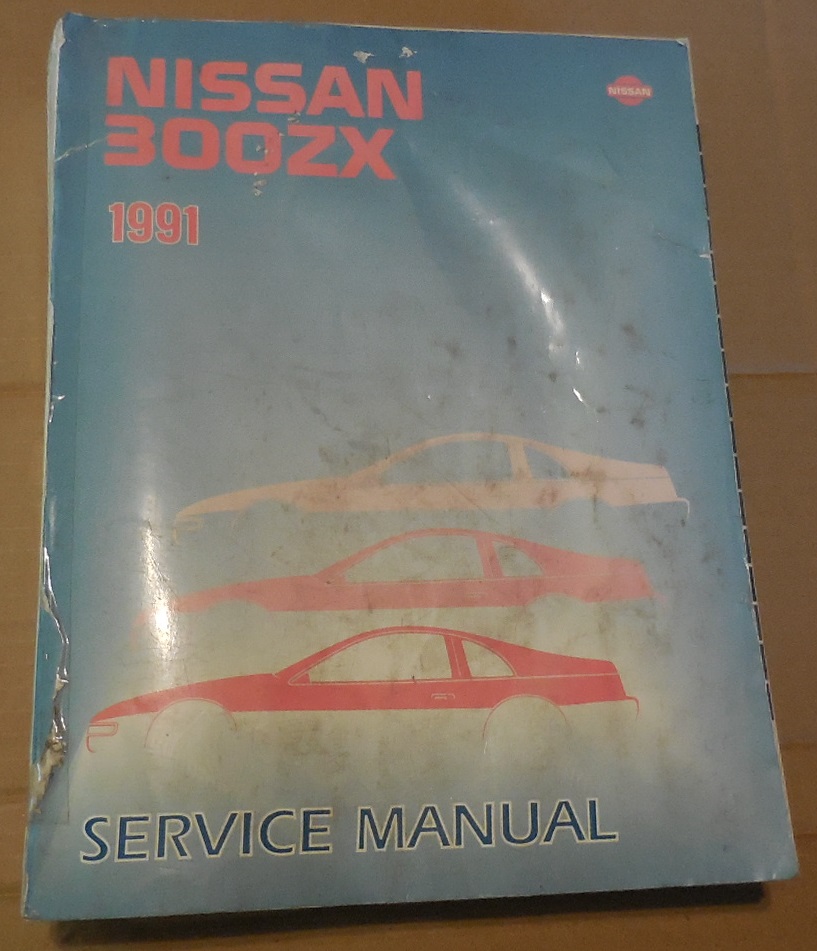 NISSAN
300ZX
NISSAN
1991
SERVICE MANUAL